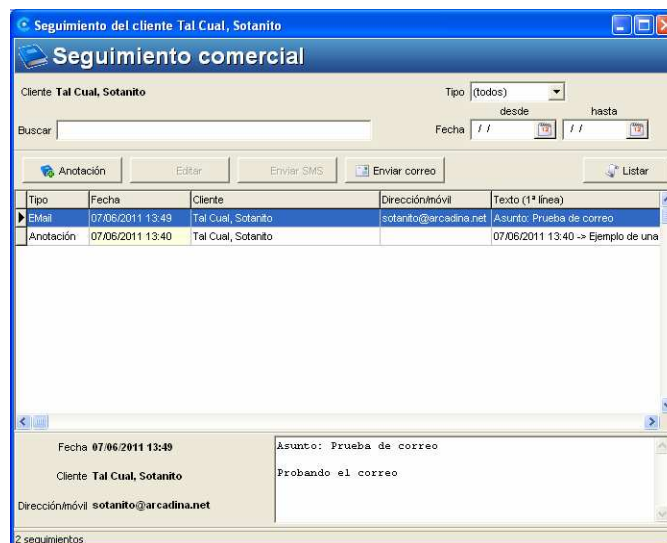 Seguimiento del cliente Tal Cual, Sotanito
Seguimiento comercial
Cliente Tal Cual, Sotanito
Tipo (todos)
desde hasta
Buscar
Fecha / / / /
Anotación Editar Enviar SMS Enviar correo Listar
Tipo Fecha Cliente Dirección/móvil Texto (1ª línea)
EMail 07/06/2011 13:49 Tal Cual, Sotanito sotanito@arcadina.net Asunto: Prueba de correo
Anotación 07/06/2011 13:40 Tal Cual, Sotanito 07/06/2011 13:40 -> Ejemplo de una
Fecha 07/06/2011 13:49
Cliente Tal Cual, Sotanito
Dirección/móvil sotanito@arcadina.net
Asunto: Prueba de correo
Probando el correo
2 seguimientos